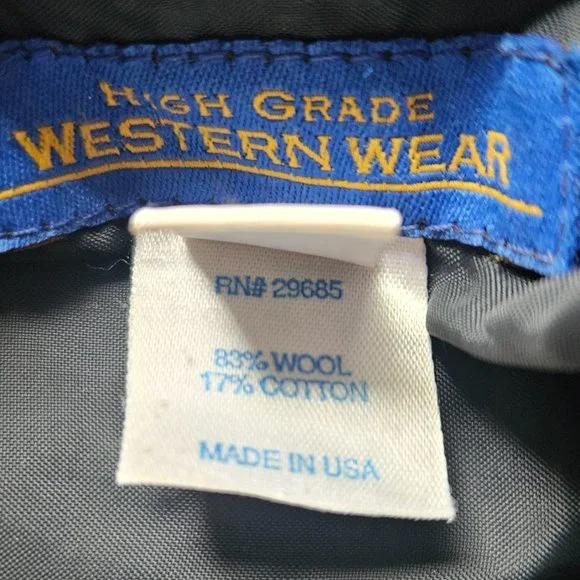 HIGH GRADE
WESTERN WEAR
RN# 29685
83% WOOL
17% COTTON
MADE IN USA